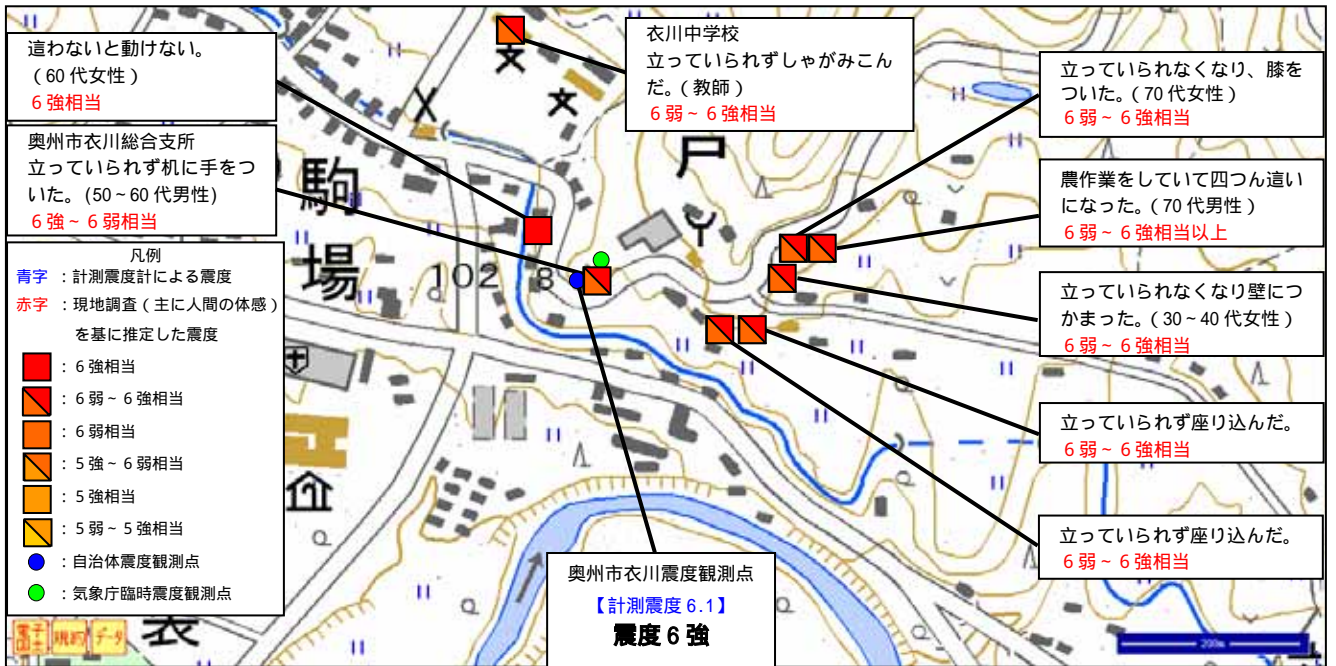 這わないと動けない。
(60代女性)
6強相当
奥州市衣川総合支所
立っていられず机に手をつ
いた。(50~60代男性)
6強~6弱相当
凡例
青字 : 計測震度計による震度
赤字 : 現地調査(主に人間の体感)
を基に推定した震度
: 6強相当
: 6弱~6強相当
: 6弱相当
: 5強~6弱相当
: 5強相当
: 5弱~5強相当
: 自治体震度観測点
: 気象庁臨時震度観測点
衣川中学校
立っていられずしゃがみこん
だ。(教師)
6弱~6強相当
立っていられなくなり、膝を
ついた。(70代女性)
6弱~6強相当
農作業をしていて四つん這い
になった。(70代男性)
6弱~6強相当以上
立っていられなくなり壁につ
かまった。(30~40代女性)
6弱~6強相当
立っていられず座り込んだ。
6弱~6強相当
立っていられず座り込んだ。
6弱~6強相当
奥州市衣川震度観測点
【計測震度6.1】
震度6強
戸
駒
場
102
8
衣
電子
国土
規約
データ
200m